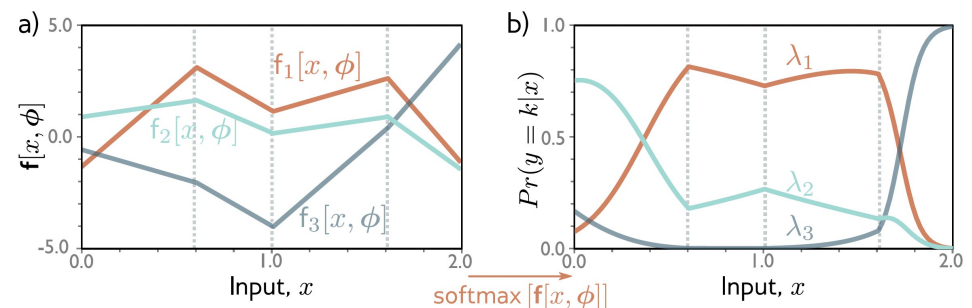 a)
5.0
0.0
-5.0
f[x, ϕ]
f₁[x, ϕ]
f₂[x, ϕ]
f₃[x, ϕ]
0.0
1.0
2.0
Input, x
softmax [f[x, ϕ]]
b)
1.0
0.5
0.0
Pr(y = k|x)
λ₁
λ₂
λ₃
0.0
1.0
2.0
Input, x